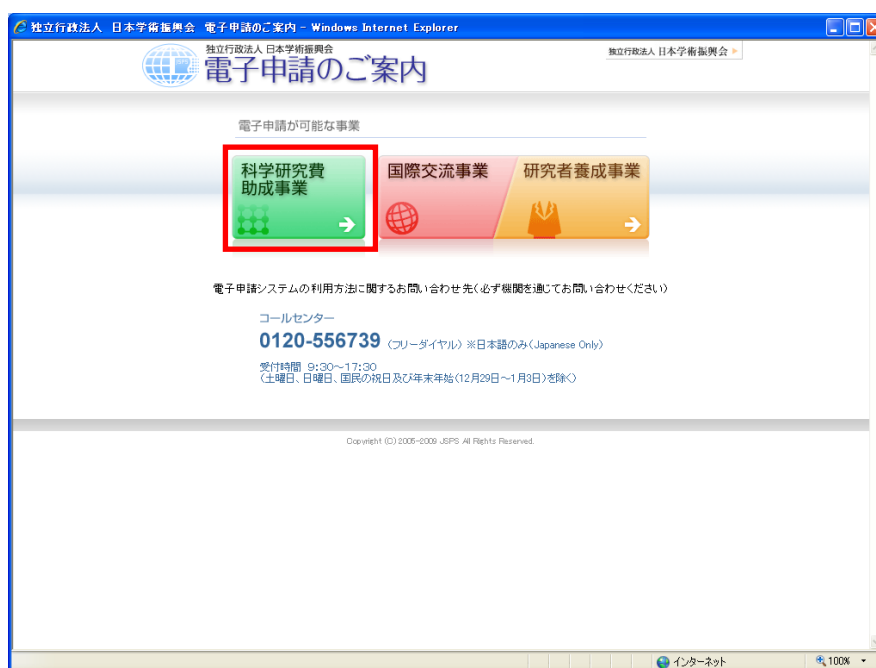 独立行政法人 日本学術振興会 電子申請のご案内 - Windows Internet Explorer
独立行政法人 日本学術振興会
電子申請のご案内
独立行政法人 日本学術振興会
電子申請が可能な事業
科学研究費
助成事業
国際交流事業
研究者養成事業
電子申請システムの利用方法に関するお問い合わせ先(必ず機関を通じてお問い合わせください)
コールセンター
0120-556739 (フリーダイヤル) ※日本語のみ(Japanese Only)
受付時間 9:30~17:30
(土曜日、日曜日、国民の祝日及び年末年始(12月29日~1月3日)を除く)
Copyright (C) 2005-2009 JSPS All Rights Reserved.
インターネット
100%